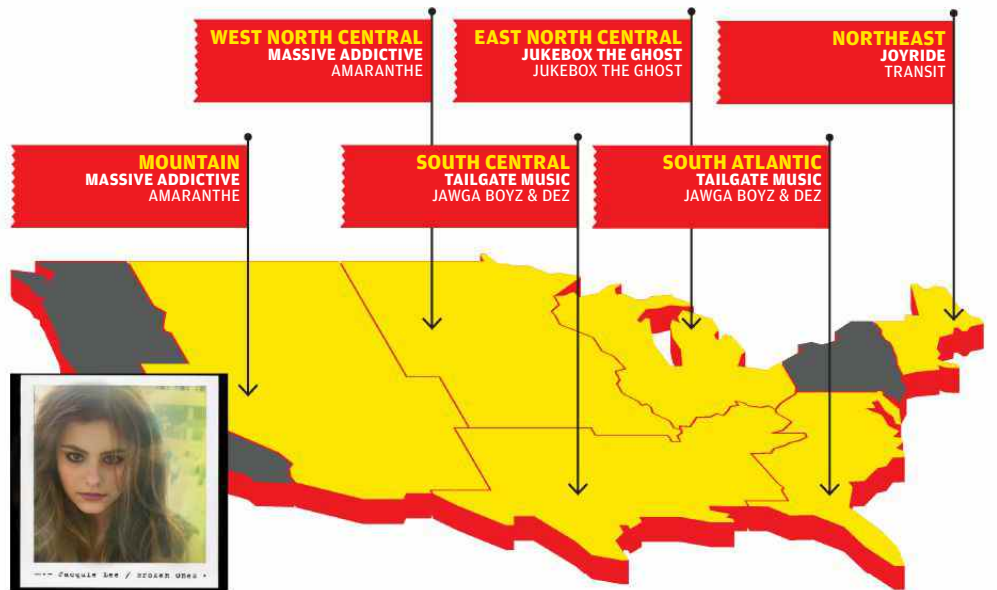 WEST NORTH CENTRAL
MASSIVE ADDICTIVE
AMARANTHE
EAST NORTH CENTRAL
JUKEBOX THE GHOST
JUKEBOX THE GHOST
NORTHEAST
JOYRIDE
TRANSIT
MOUNTAIN
MASSIVE ADDICTIVE
AMARANTHE
SOUTH CENTRAL
TAILGATE MUSIC
JAWGA BOYZ & DEZ
SOUTH ATLANTIC
TAILGATE MUSIC
JAWGA BOYZ & DEZ
Jacquie Lee / Broken Ones